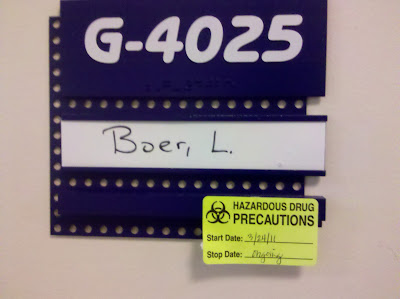 G-4025
Boer, L.
HAZARDOUS DRUG
PRECAUTIONS
Start Date: 3/24/11
Stop Date: Ongoing